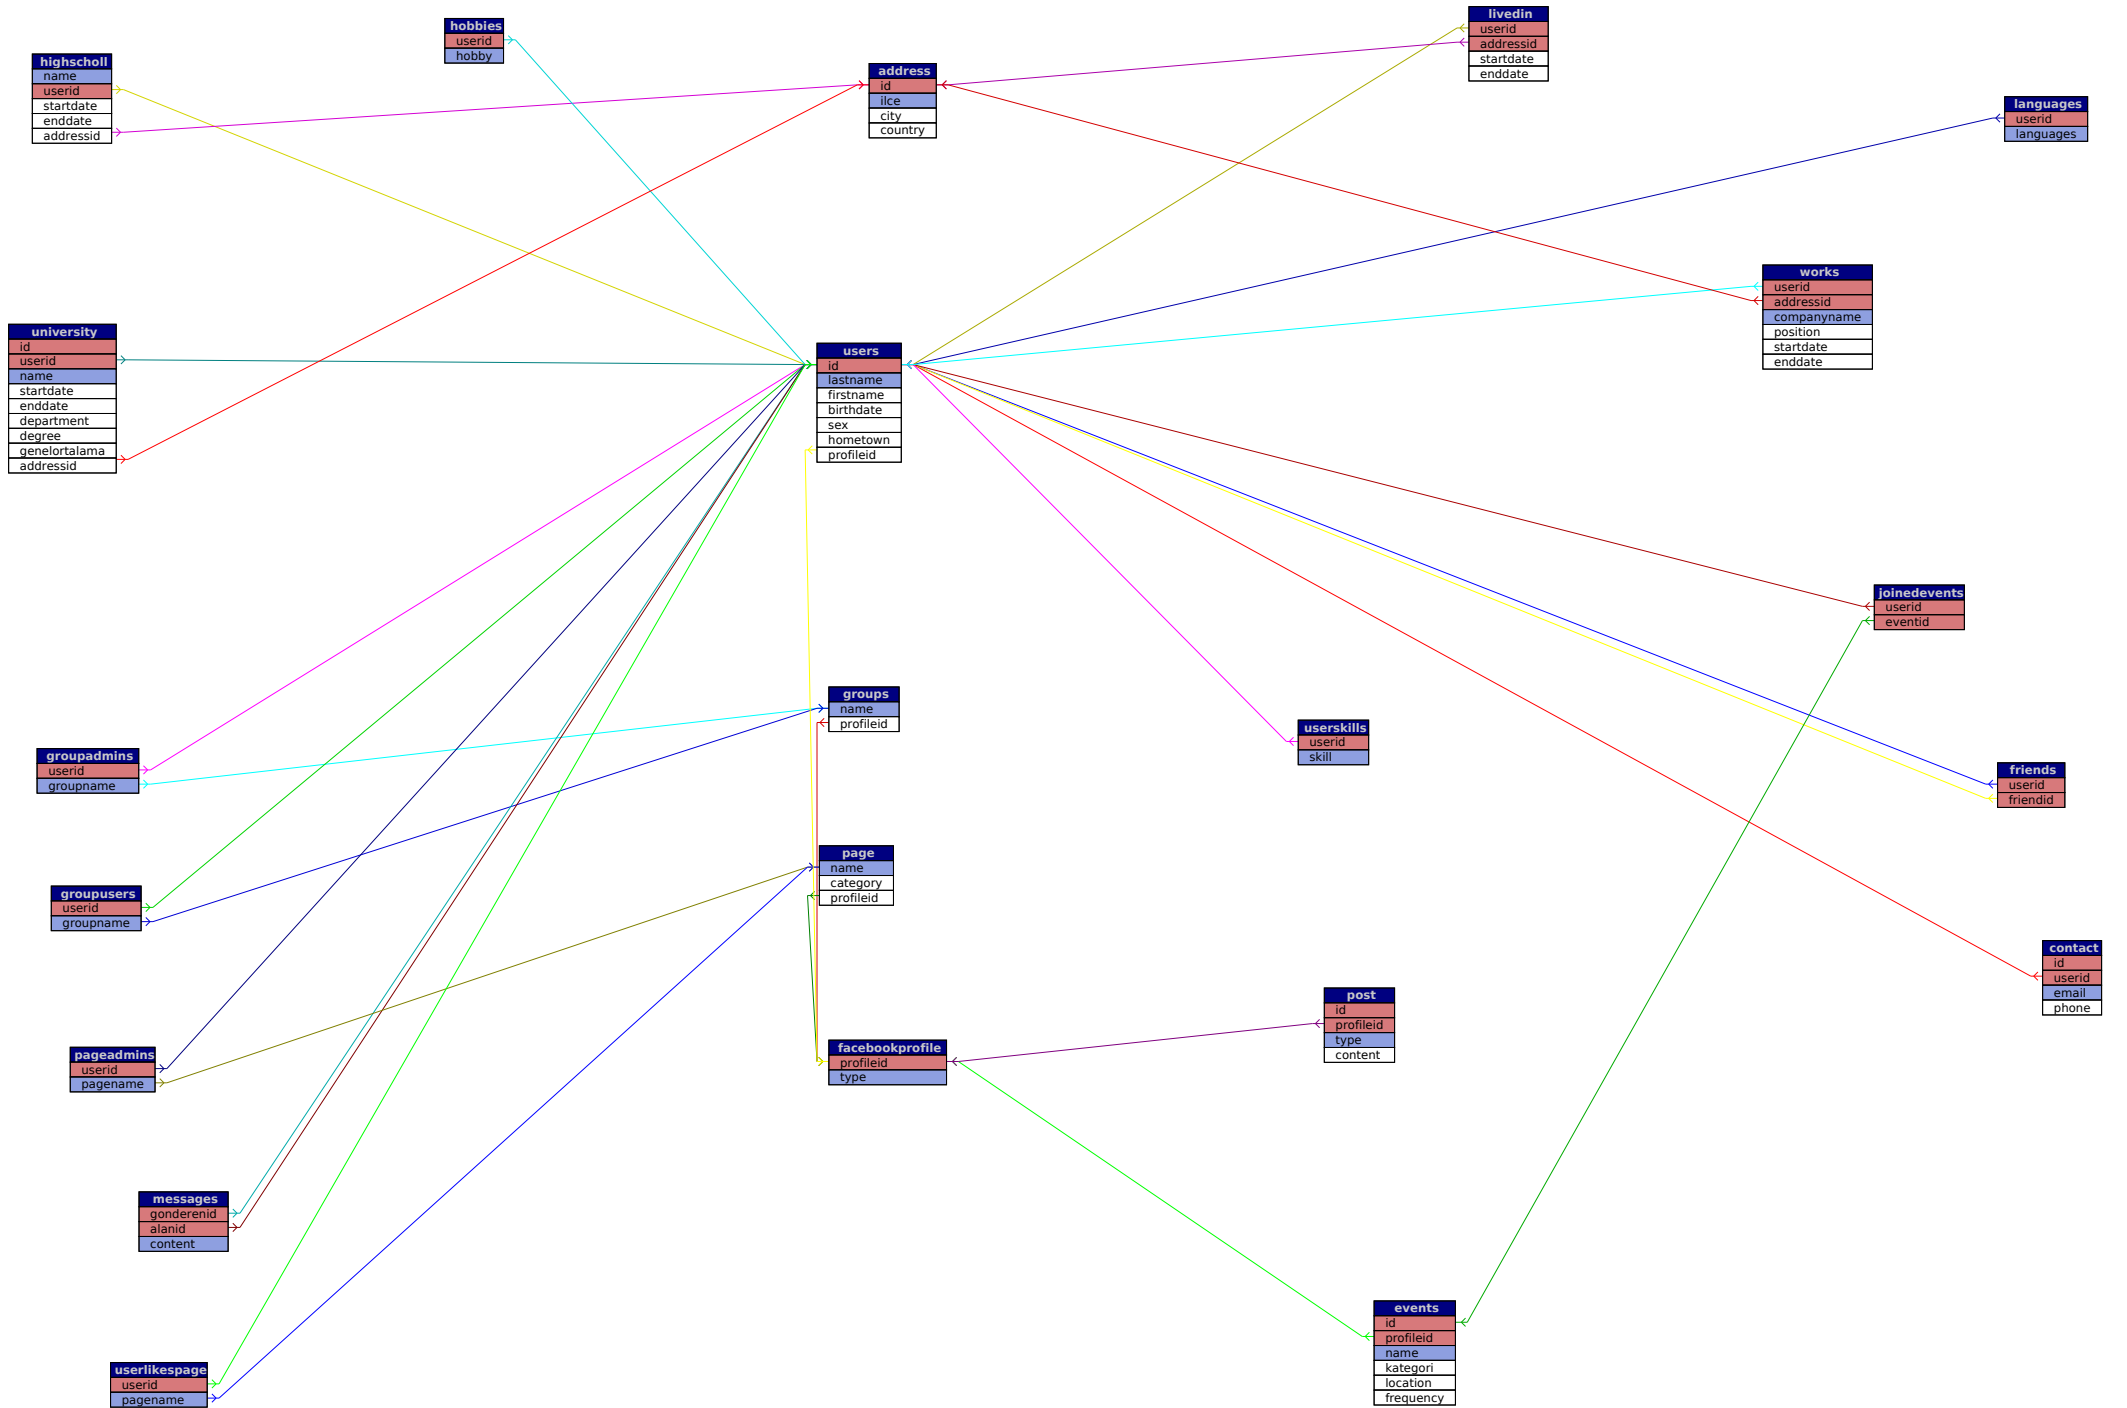 hobbies
userid
hobby
livedin
userid
addressid
startdate
enddate
highscholl
name
userid
startdate
enddate
addressid
address
id
ilce
city
country
languages
userid
languages
works
userid
addressid
companyname
position
startdate
enddate
university
id
userid
name
startdate
enddate
department
degree
genelortalama
addressid
users
id
lastname
firstname
birthdate
sex
hometown
profileid
joinedevents
userid
eventid
groups
name
profileid
userskills
userid
skill
groupadmins
userid
groupname
friends
userid
friendid
page
name
category
profileid
groupusers
userid
groupname
contact
id
userid
email
phone
post
id
profileid
type
content
facebookprofile
profileid
type
pageadmins
userid
pagename
messages
gonderenid
alanid
content
events
id
profileid
name
kategori
location
frequency
userlikespage
userid
pagename